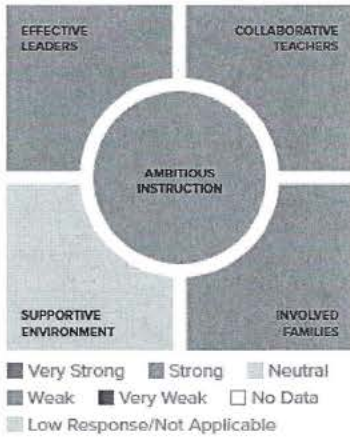 EFFECTIVE
LEADERS
COLLABORATIVE
TEACHERS
AMBITIOUS
INSTRUCTION
SUPPORTIVE
ENVIRONMENT
INVOLVED
FAMILIES
Very Strong Strong Neutral
Weak Very Weak No Data
Low Response/Not Applicable